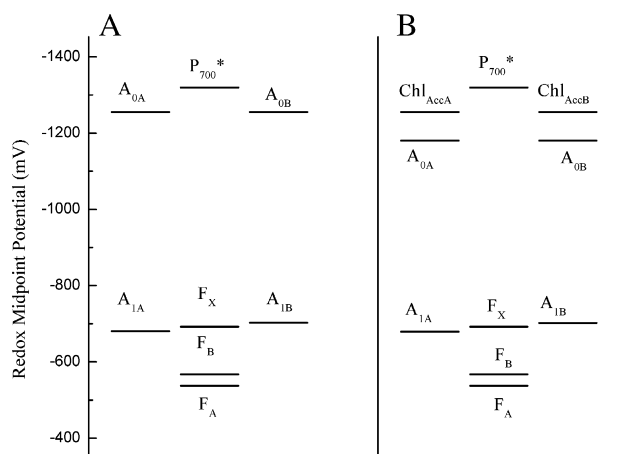 A
B
-1400
-1200
-1000
-800
-600
-400
Redox Midpoint Potential (mV)
P700*
A0A
A0B
A1A
FX
A1B
FB
FA
P700*
ChlAccA
ChlAccB
A0A
A0B
A1A
FX
A1B
FB
FA